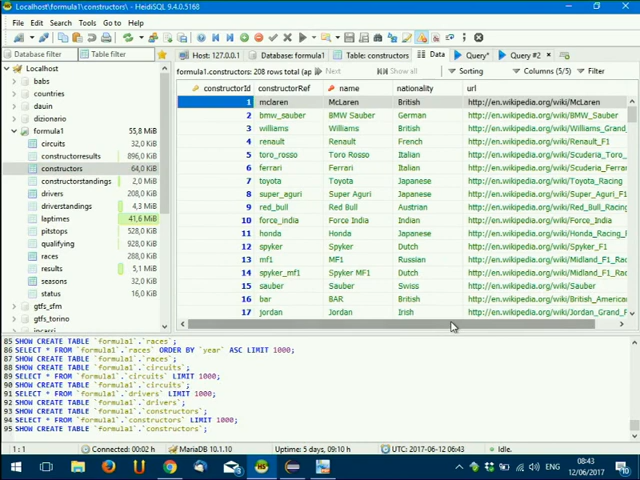 Localhost\formula1\constructors\ - HeidiSQL 9.4.0.5168
File Search Tools Go to Help
Database filter Table filter Host: 127.0.0.1 Database: formula1 Table: constructors Data Query* Query #2
formula1.constructors: 208 rows total (ap Next Show all Sorting Columns (5/5) Filter
constructorId constructorRef name nationality url
1 mclaren McLaren British http://en.wikipedia.org/wiki/McLaren
2 bmw_sauber BMW Sauber German http://en.wikipedia.org/wiki/BMW_Sauber
3 williams Williams British http://en.wikipedia.org/wiki/Williams_Grand_
4 renault Renault French http://en.wikipedia.org/wiki/Renault_F1
5 toro_rosso Toro Rosso Italian http://en.wikipedia.org/wiki/Scuderia_Toro_
6 ferrari Ferrari Italian http://en.wikipedia.org/wiki/Scuderia_Ferrar
7 toyota Toyota Japanese http://en.wikipedia.org/wiki/Toyota_Racing
8 super_aguri Super Aguri Japanese http://en.wikipedia.org/wiki/Super_Aguri_F1
9 red_bull Red Bull Austrian http://en.wikipedia.org/wiki/Red_Bull_Racing
10 force_india Force India Indian http://en.wikipedia.org/wiki/Force_India
11 honda Honda Japanese http://en.wikipedia.org/wiki/Honda_Racing_
12 spyker Spyker Dutch http://en.wikipedia.org/wiki/Spyker_F1
13 mf1 MF1 Russian http://en.wikipedia.org/wiki/Midland_F1_Rac
14 spyker_mf1 Spyker MF1 Dutch http://en.wikipedia.org/wiki/Midland_F1_Rac
15 sauber Sauber Swiss http://en.wikipedia.org/wiki/Sauber
16 bar BAR British http://en.wikipedia.org/wiki/British_American
17 jordan Jordan Irish http://en.wikipedia.org/wiki/Jordan_Grand_P
Localhost
babs
countries
dauin
dizionario
formula1 55,8 MiB
circuits 32,0 KiB
constructorresults 896,0 KiB
constructors 64,0 KiB
constructorstandings 2,0 MiB
drivers 208,0 KiB
driverstandings 4,3 MiB
laptimes 41,6 MiB
pitstops 528,0 KiB
qualifying 928,0 KiB
races 240,0 KiB
results 5,1 MiB
seasons 32,0 KiB
status 16,0 KiB
gtfs_sfm
gtfs_torino
85 SHOW CREATE TABLE `formula1`.`races`;
86 SELECT * FROM `formula1`.`races` ORDER BY `year` ASC LIMIT 1000;
87 SHOW CREATE TABLE `formula1`.`races`;
88 SHOW CREATE TABLE `formula1`.`circuits`;
89 SELECT * FROM `formula1`.`circuits` LIMIT 1000;
90 SHOW CREATE TABLE `formula1`.`circuits`;
91 SHOW CREATE TABLE `formula1`.`drivers`;
92 SELECT * FROM `formula1`.`drivers` LIMIT 1000;
93 SHOW CREATE TABLE `formula1`.`drivers`;
93 SHOW CREATE TABLE `formula1`.`constructors`;
94 SELECT * FROM `formula1`.`constructors` LIMIT 1000;
95 SHOW CREATE TABLE `formula1`.`constructors`;
1 : 1 Connected: 00:02 h MariaDB 10.1.10 Uptime: 5 days, 09:10 h UTC: 2017-06-12 06:43 Idle.
08:43
12/06/2017